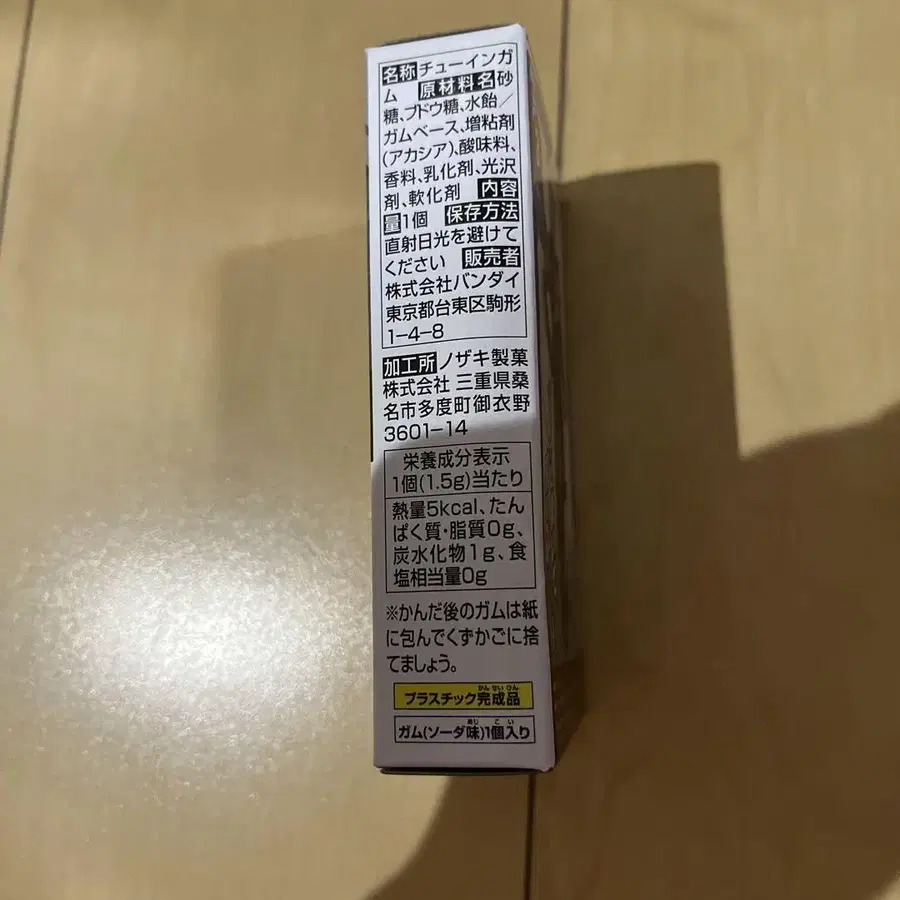 名称チューインガ
ム 原材料名砂
糖、ブドウ糖、水飴／
ガムベース、増粘剤
(アカシア)、酸味料、
香料、乳化剤、光沢
剤、軟化剤 内容
量1個 保存方法
直射日光を避けて
ください 販売者
株式会社バンダイ
東京都台東区駒形
1-4-8
加工所ノザキ製菓
株式会社 三重県桑
名市多度町御衣野
3601-14
栄養成分表示
1個(1.5g)当たり
熱量5kcal、たん
ぱく質・脂質0g、
炭水化物1g、食
塩相当量0g
※かんだ後のガムは紙
に包んでくずかごに捨
てましょう。
かんせいひん
プラスチック完成品
あじ こい
ガム(ソーダ味)1個入り